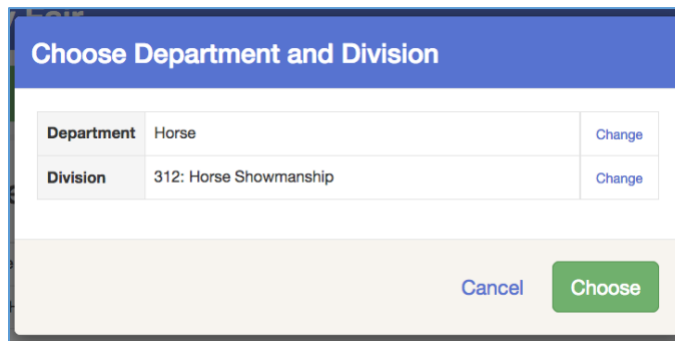 Choose Department and Division
Department Horse Change
Division 312: Horse Showmanship Change
Cancel Choose